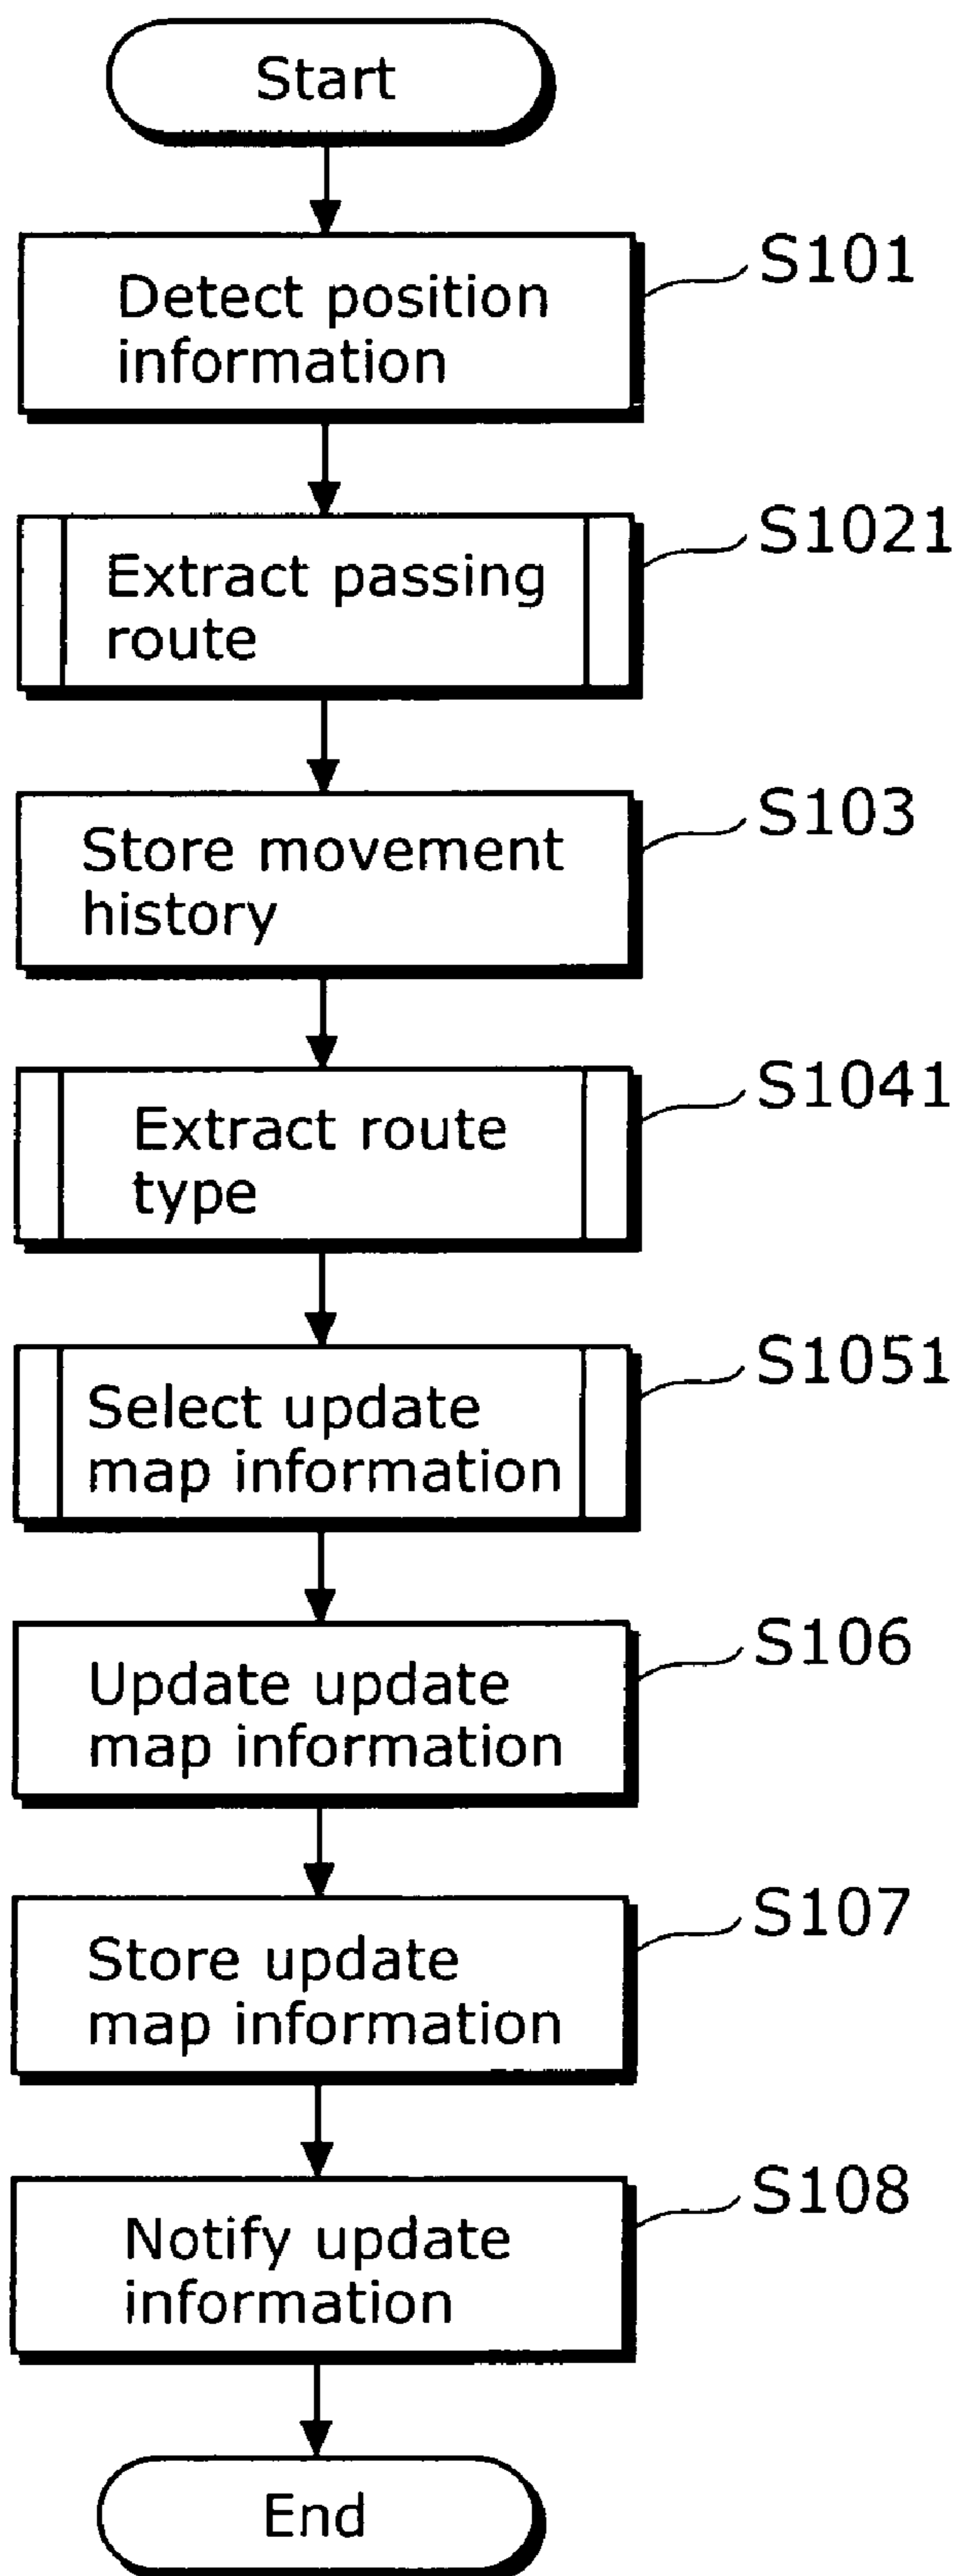 Start
S101
Detect position
information
S1021
Extract passing
route
S103
Store movement
history
S1041
Extract route
type
S1051
Select update
map information
S106
Update update
map information
S107
Store update
map information
S108
Notify update
information
End